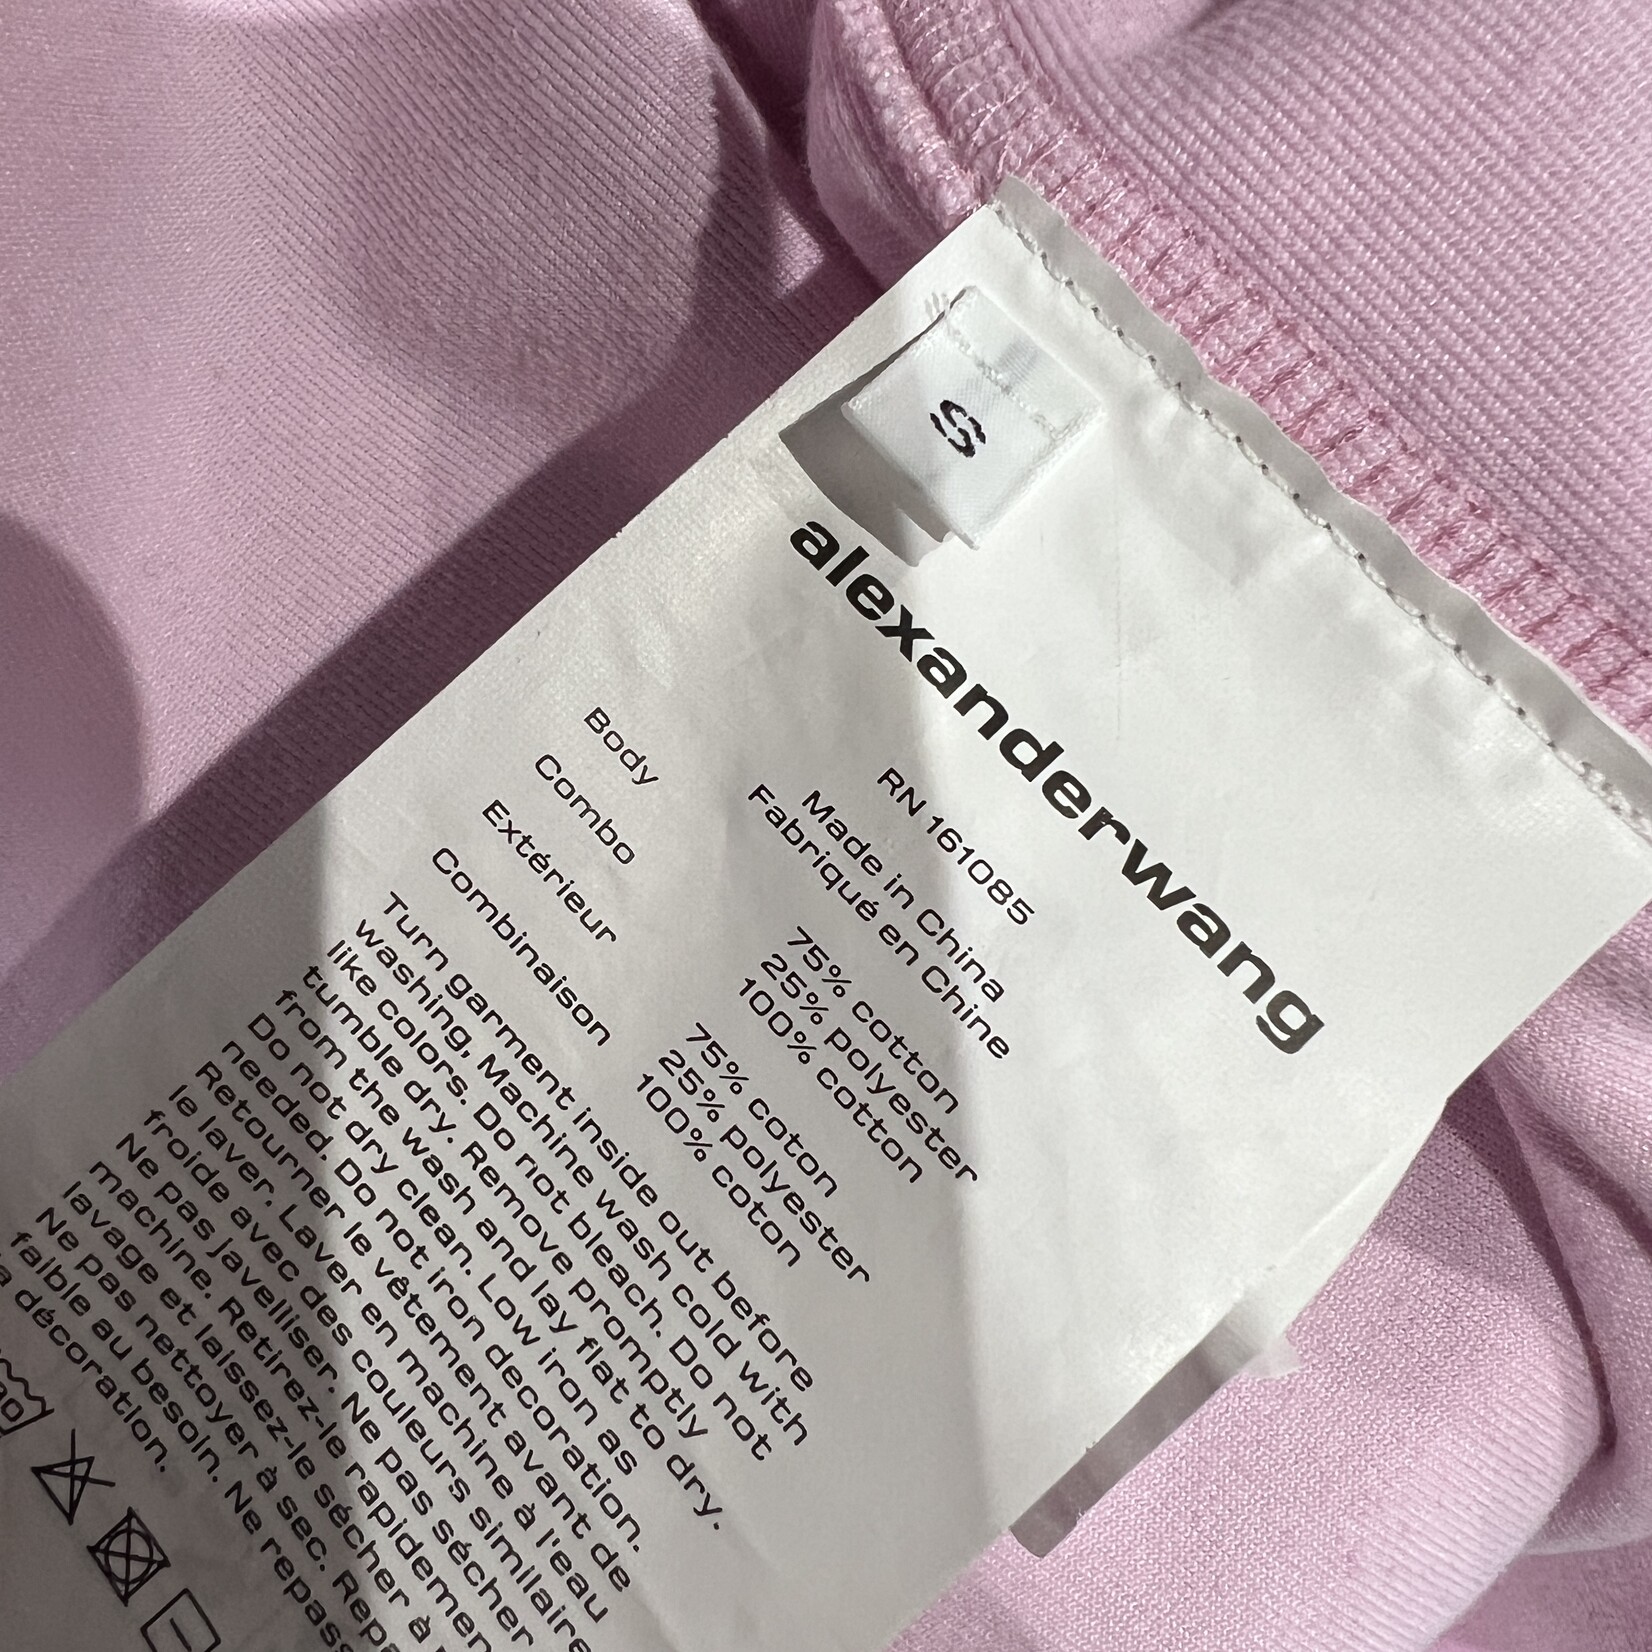 S
alexanderwang
RN 161085
Made in China
Fabriqué en Chine
Body 75% cotton
25% polyester
Combo 100% cotton
Extérieur 75% coton
25% polyester
Combinaison 100% coton
Turn garment inside out before
washing, Machine wash cold with
like colors. Do not bleach. Do not
tumble dry. Remove promptly
from the wash and lay flat to dry.
Do not dry clean. Low iron as
needed. Do not iron decoration.
Retourner le vêtement avant de
le laver. Laver en machine à l'eau
froide avec des couleurs similaire
Ne pas javelliser. Ne pas sécher
machine. Retirez-le rapidemen
lavage et laissez-le sécher à
Ne pas nettoyer à sec. Repa
faible au besoin. Ne repass
a décoration.